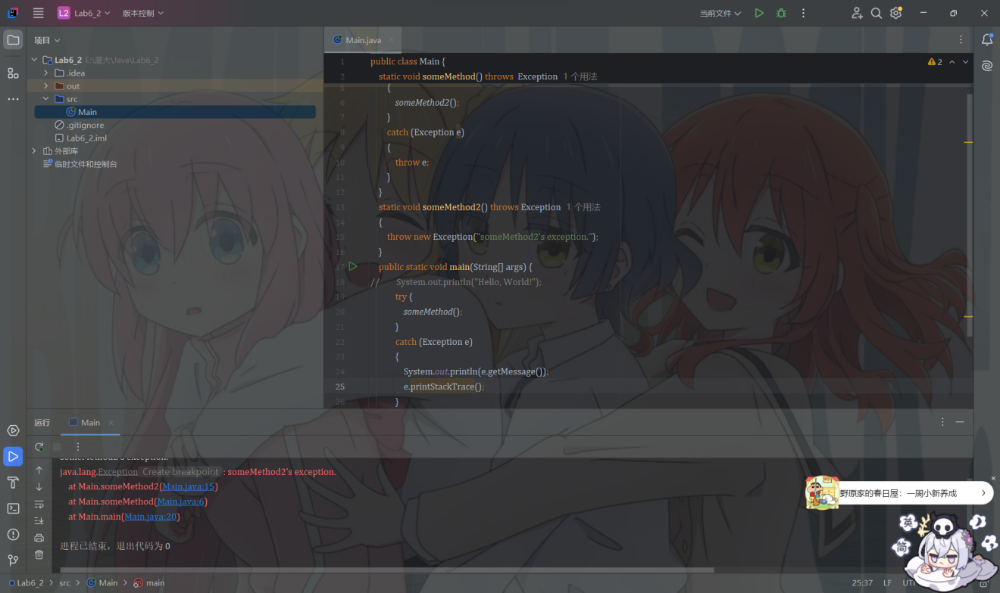 L2 Lab6_2 版本控制 当前文件
项目
Lab6_2 E:\厦大\Java\Lab6_2
.idea
out
src
Main
.gitignore
Lab6_2.iml
外部库
临时文件和控制台
Main.java
2
1 public class Main {
2 static void someMethod() throws Exception 1 个用法
5 {
6 someMethod2();
7 }
8 catch (Exception e)
9 {
10 throw e;
11 }
12 }
13 static void someMethod2() throws Exception 1 个用法
14 {
15 throw new Exception("someMethod2's exception.");
16 }
17 public static void main(String[] args) {
18 // System.out.println("Hello, World!");
19 try {
20 someMethod();
21 }
22 catch (Exception e)
23 {
24 System.out.println(e.getMessage());
25 e.printStackTrace();
26 }
运行 Main
someMethod2's exception.
java.lang.Exception Create breakpoint : someMethod2's exception.
at Main.someMethod2(Main.java:15)
at Main.someMethod(Main.java:6)
at Main.main(Main.java:20)
进程已结束，退出代码为 0
野原家的春日屋：一周小新养成
英
简
Lab6_2 > src > Main > main
25:37 LF